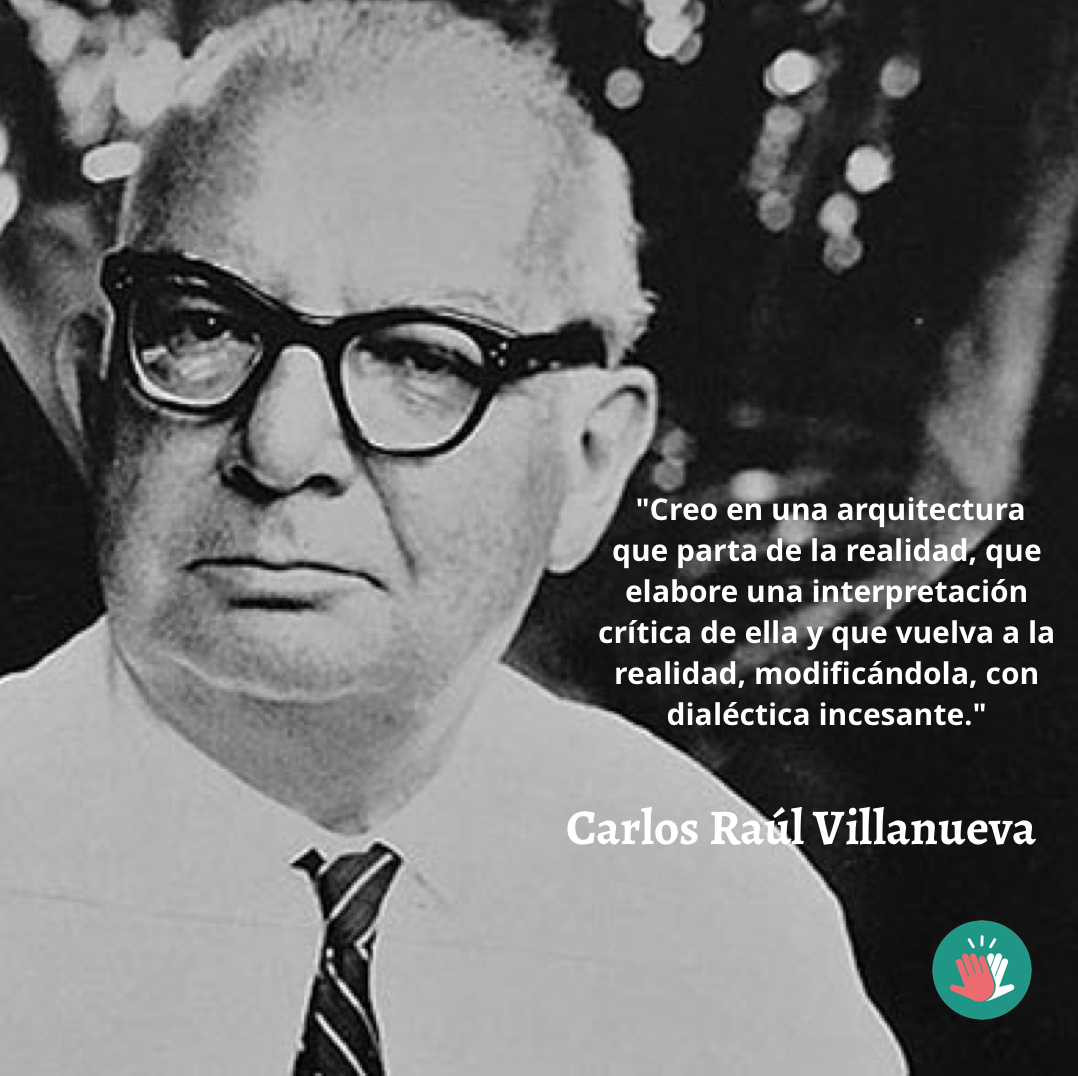 "Creo en una arquitectura
que parta de la realidad, que
elabore una interpretación
crítica de ella y que vuelva a la
realidad, modificándola, con
dialéctica incesante."
Carlos Raúl Villanueva